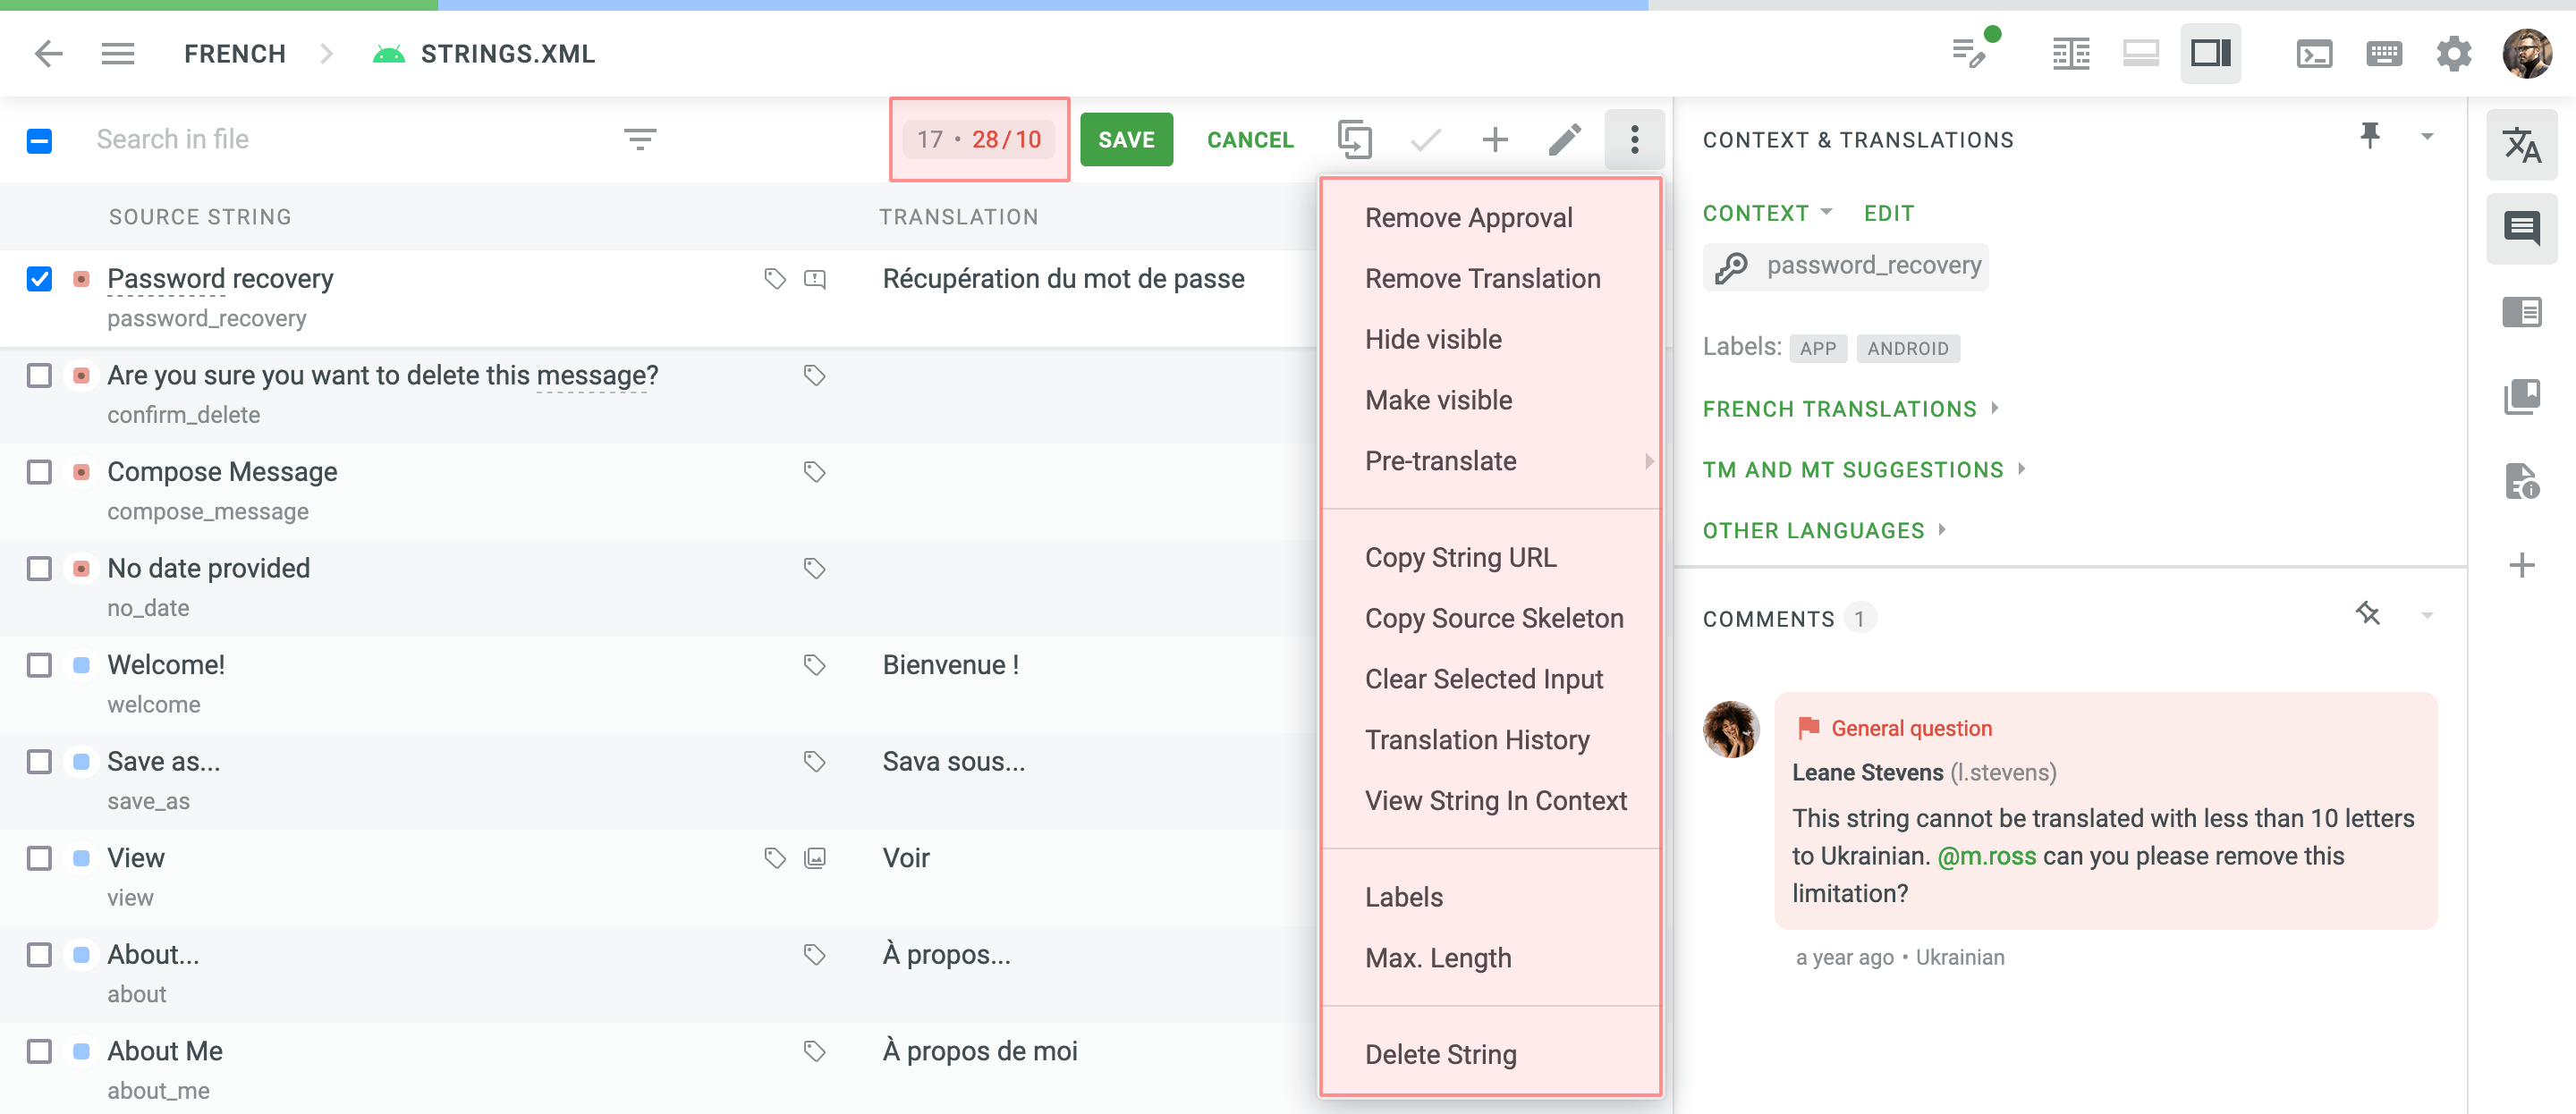 FRENCH
STRINGS.XML
Search in file
17 • 28/10
SAVE
CANCEL
SOURCE STRING
TRANSLATION
Password recovery
password_recovery
Récupération du mot de passe
Are you sure you want to delete this message?
confirm_delete
Compose Message
compose_message
No date provided
no_date
Welcome!
welcome
Bienvenue !
Save as...
save_as
Sava sous...
View
view
Voir
About...
about
À propos...
About Me
about_me
À propos de moi
Remove Approval
Remove Translation
Hide visible
Make visible
Pre-translate
Copy String URL
Copy Source Skeleton
Clear Selected Input
Translation History
View String In Context
Labels
Max. Length
Delete String
CONTEXT & TRANSLATIONS
CONTEXT
EDIT
password_recovery
Labels: APP ANDROID
FRENCH TRANSLATIONS
TM AND MT SUGGESTIONS
OTHER LANGUAGES
COMMENTS 1
General question
Leane Stevens (l.stevens)
This string cannot be translated with less than 10 letters
to Ukrainian. @m.ross can you please remove this
limitation?
a year ago • Ukrainian